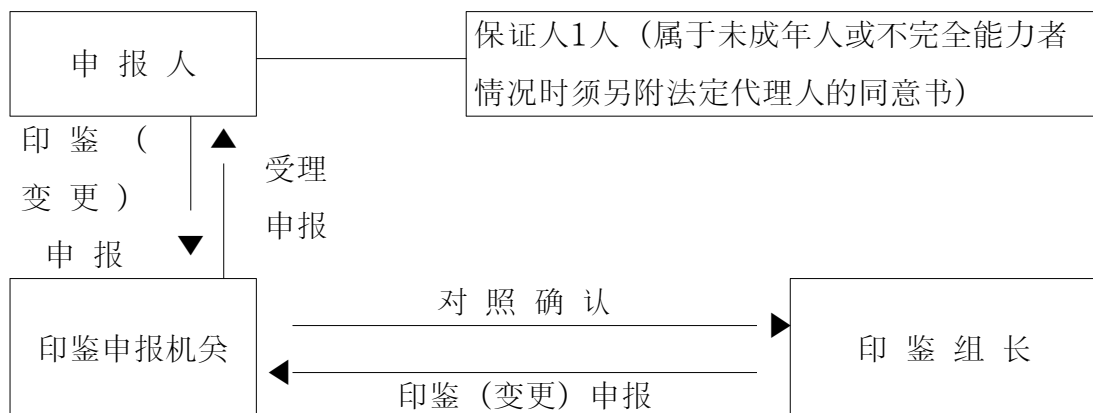 申 报 人
保证人1人（属于未成年人或不完全能力者
情况时须另附法定代理人的同意书）
印 鉴 （
变 更 ）
申 报
受理
申报
印鉴申报机关
对 照 确 认
印鉴（变更）申报
印 鉴 组 长